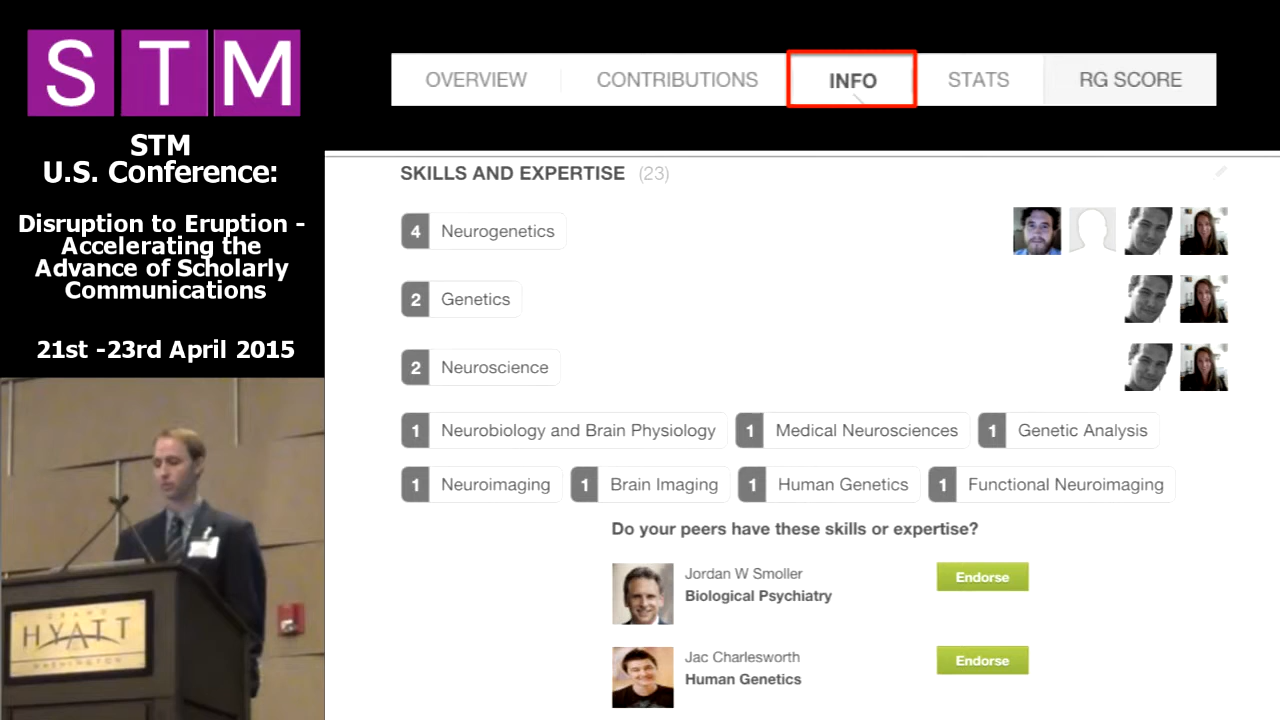 STM
STM
U.S. Conference:
Disruption to Eruption -
Accelerating the
Advance of Scholarly
Communications
21st -23rd April 2015
GRAND
HYATT
WASHINGTON
OVERVIEW CONTRIBUTIONS INFO STATS RG SCORE
SKILLS AND EXPERTISE (23)
4 Neurogenetics
2 Genetics
2 Neuroscience
1 Neurobiology and Brain Physiology 1 Medical Neurosciences 1 Genetic Analysis
1 Neuroimaging 1 Brain Imaging 1 Human Genetics 1 Functional Neuroimaging
Do your peers have these skills or expertise?
Jordan W Smoller
Biological Psychiatry
Endorse
Jac Charlesworth
Human Genetics
Endorse